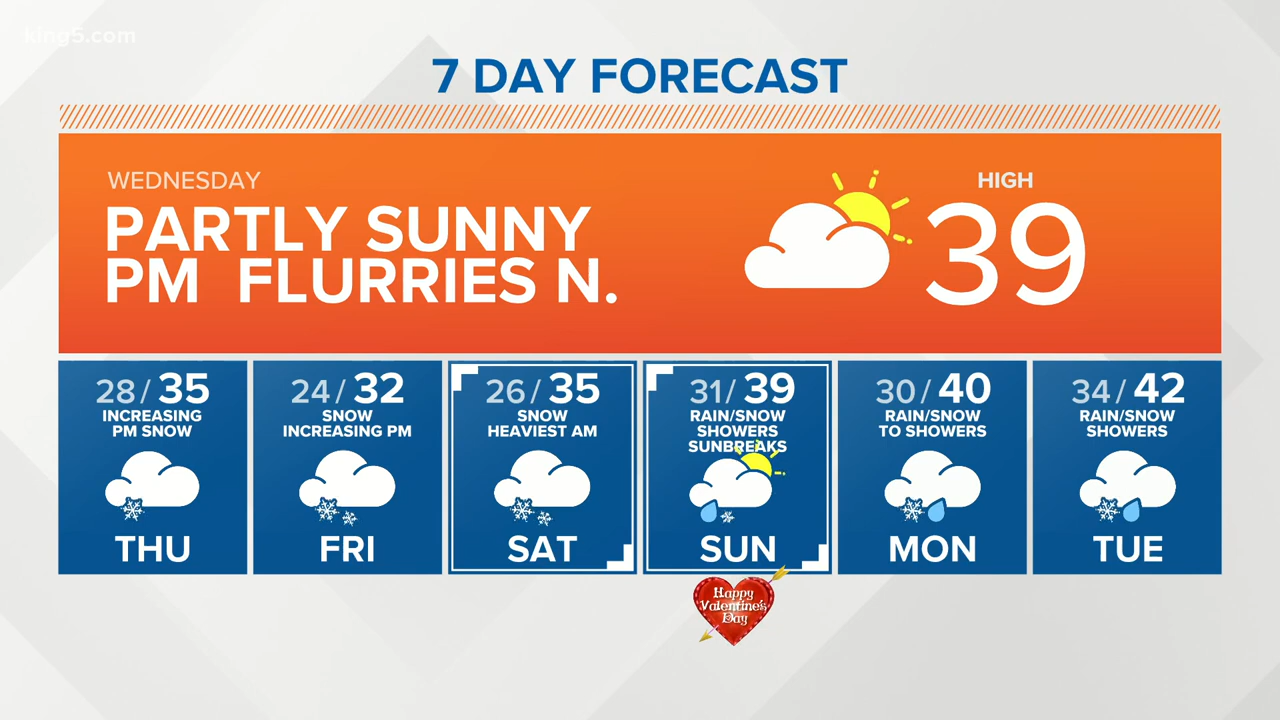 king5.com
7 DAY FORECAST
WEDNESDAY
PARTLY SUNNY
PM FLURRIES N.
HIGH
39
28 / 35
INCREASING
PM SNOW
THU
24 / 32
SNOW
INCREASING PM
FRI
26 / 35
SNOW
HEAVIEST AM
SAT
31 / 39
RAIN/SNOW
SHOWERS
SUNBREAKS
SUN
30 / 40
RAIN/SNOW
TO SHOWERS
MON
34 / 42
RAIN/SNOW
SHOWERS
TUE
Happy
Valentine's
Day